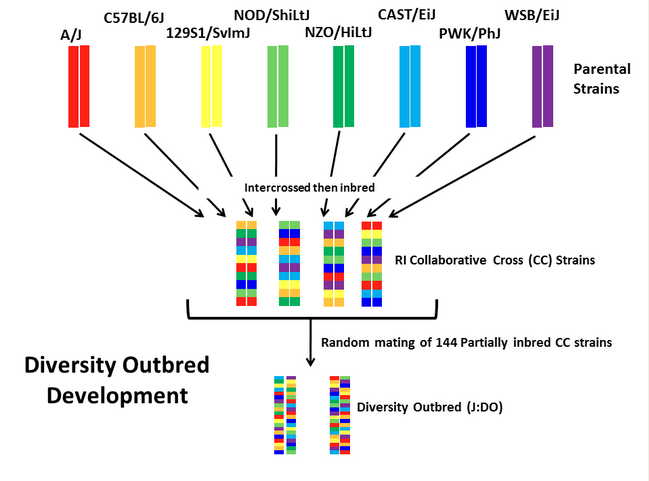 A/J
C57BL/6J
129S1/SvImJ
NOD/ShiLtJ
NZO/HiLtJ
CAST/EiJ
PWK/PhJ
WSB/EiJ
Parental
Strains
Intercrossed then inbred
RI Collaborative Cross (CC) Strains
Random mating of 144 Partially inbred CC strains
Diversity Outbred
Development
Diversity Outbred (J:DO)